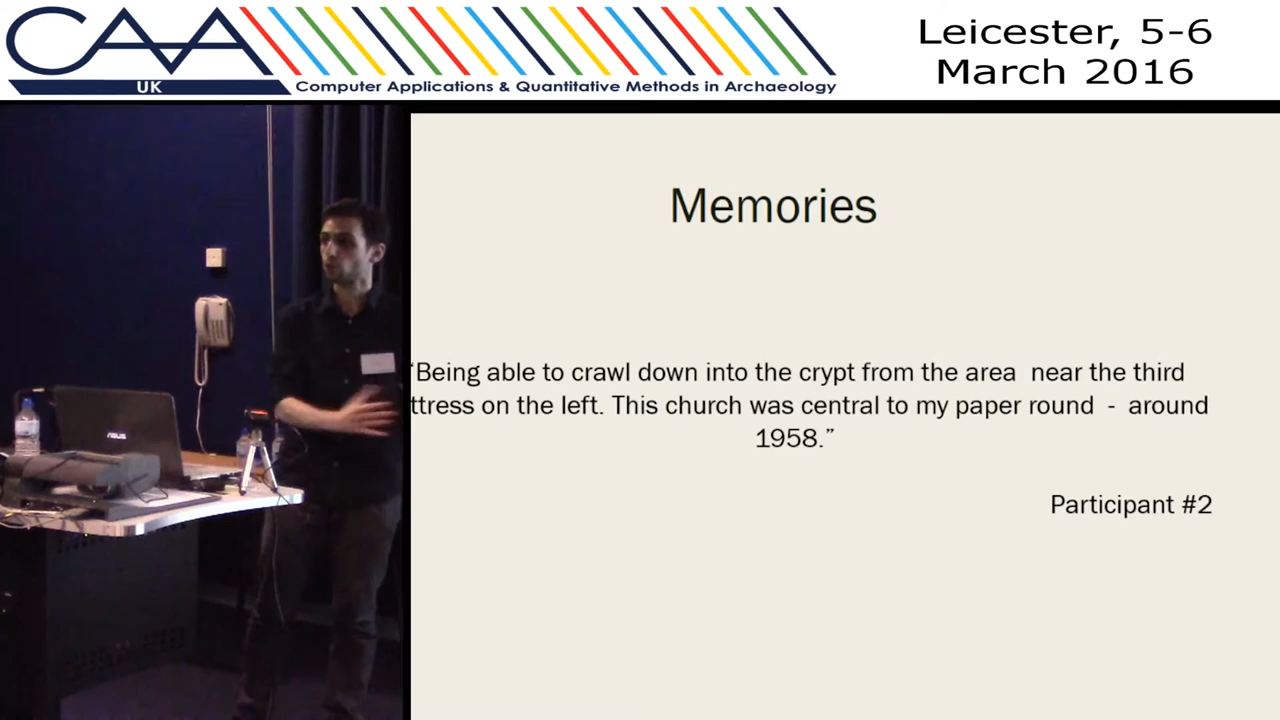 CAA
UK
Computer Applications & Quantitative Methods in Archaeology
Leicester, 5-6
March 2016
Memories
“Being able to crawl down into the crypt from the area near the third
ttress on the left. This church was central to my paper round - around
1958.”
Participant #2
ASUS